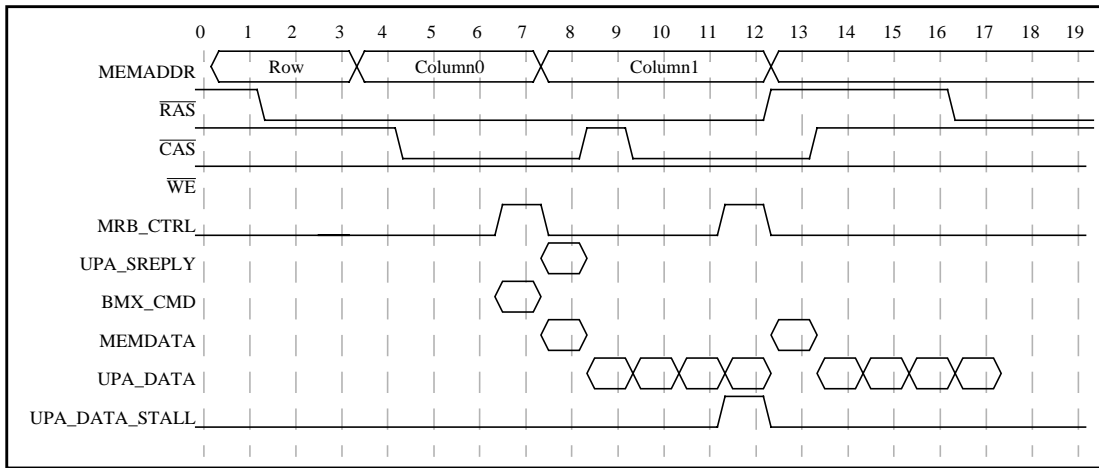 0 1 2 3 4 5 6 7 8 9 10 11 12 13 14 15 16 17 18 19
MEMADDR Row Column0 Column1
RAS
CAS
WE
MRB_CTRL
UPA_SREPLY
BMX_CMD
MEMDATA
UPA_DATA
UPA_DATA_STALL